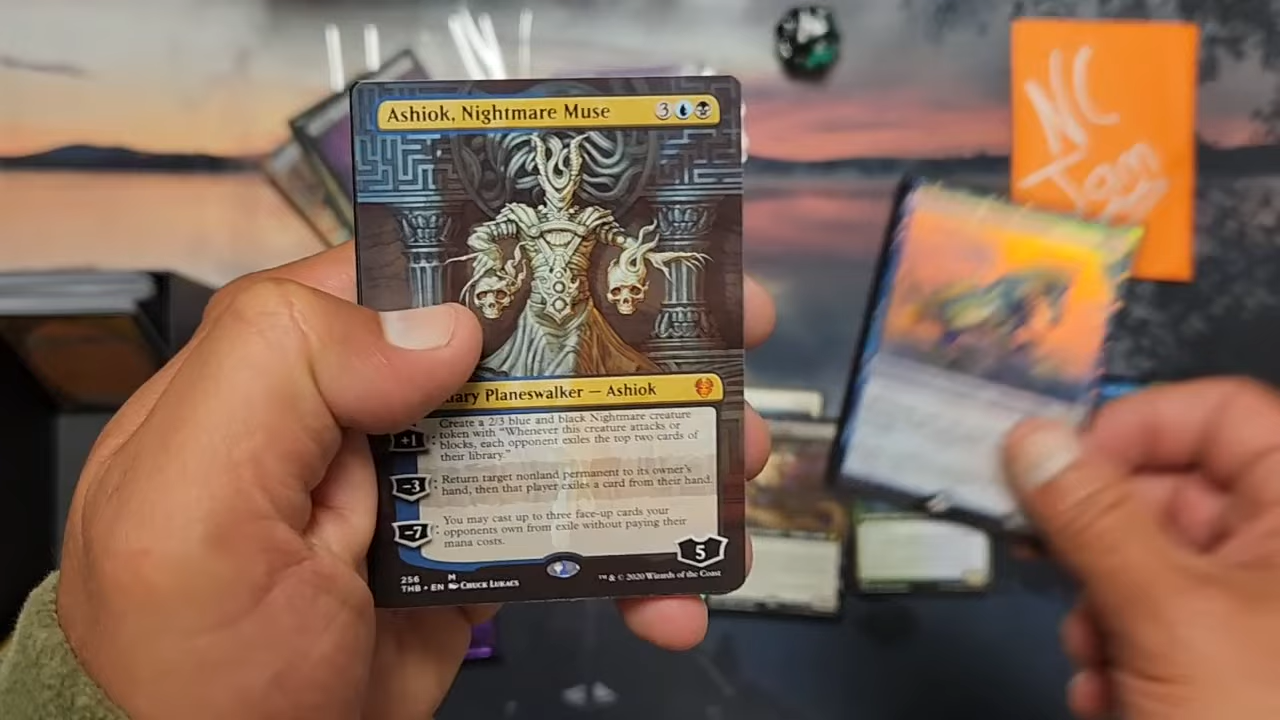 Ashiok, Nightmare Muse 3
NC
Tom
dary Planeswalker — Ashiok
+1 : Create a 2/3 blue and black Nightmare creature
token with "Whenever this creature attacks or
blocks, each opponent exiles the top two cards of
their library."
-3 : Return target nonland permanent to its owner's
hand, then that player exiles a card from their hand.
-7 : You may cast up to three face-up cards your
opponents own from exile without paying their
mana costs.
5
256 M
THB • EN Chuck Lukacs
™ & © 2020 Wizards of the Coast